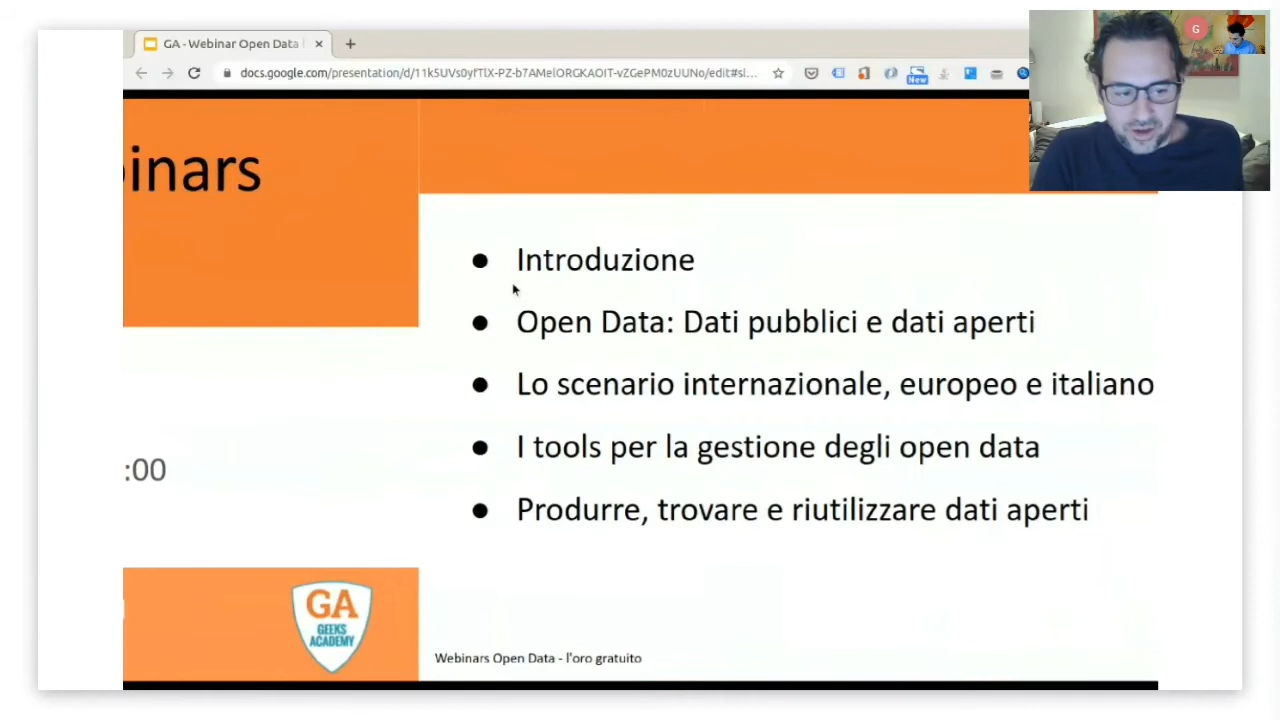 GA - Webinar Open Data
docs.google.com/presentation/d/11k5UVs0yfTlX-PZ-b7AMelORGKAOIT-vZGePM0zUUNo/edit#sl...
New
G
binars
:00
GA
GEEKS
ACADEMY
● Introduzione
● Open Data: Dati pubblici e dati aperti
● Lo scenario internazionale, europeo e italiano
● I tools per la gestione degli open data
● Produrre, trovare e riutilizzare dati aperti
Webinars Open Data - l'oro gratuito